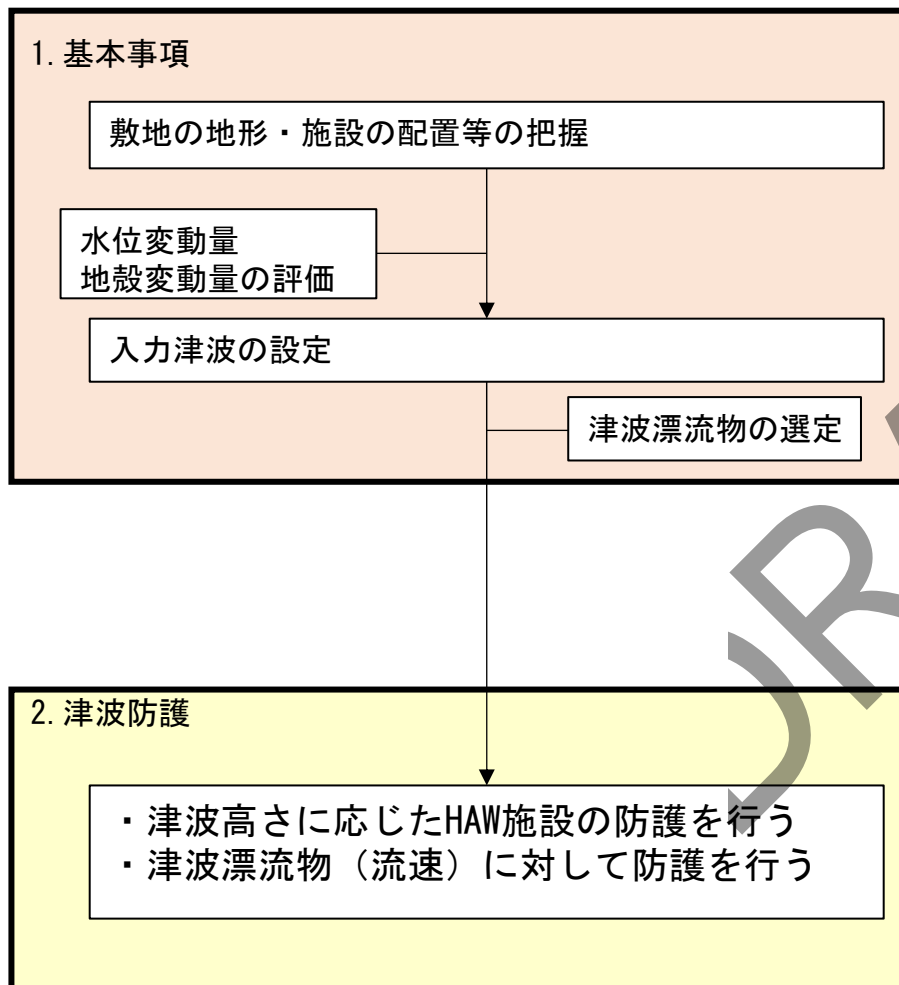 1.基本事項
敷地の地形・施設の配置等の把握
水位変動量
地殻変動量の評価
入力津波の設定
津波漂流物の選定
2.津波防護
・津波高さに応じたHAW施設の防護を行う
・津波漂流物（流速）に対して防護を行う